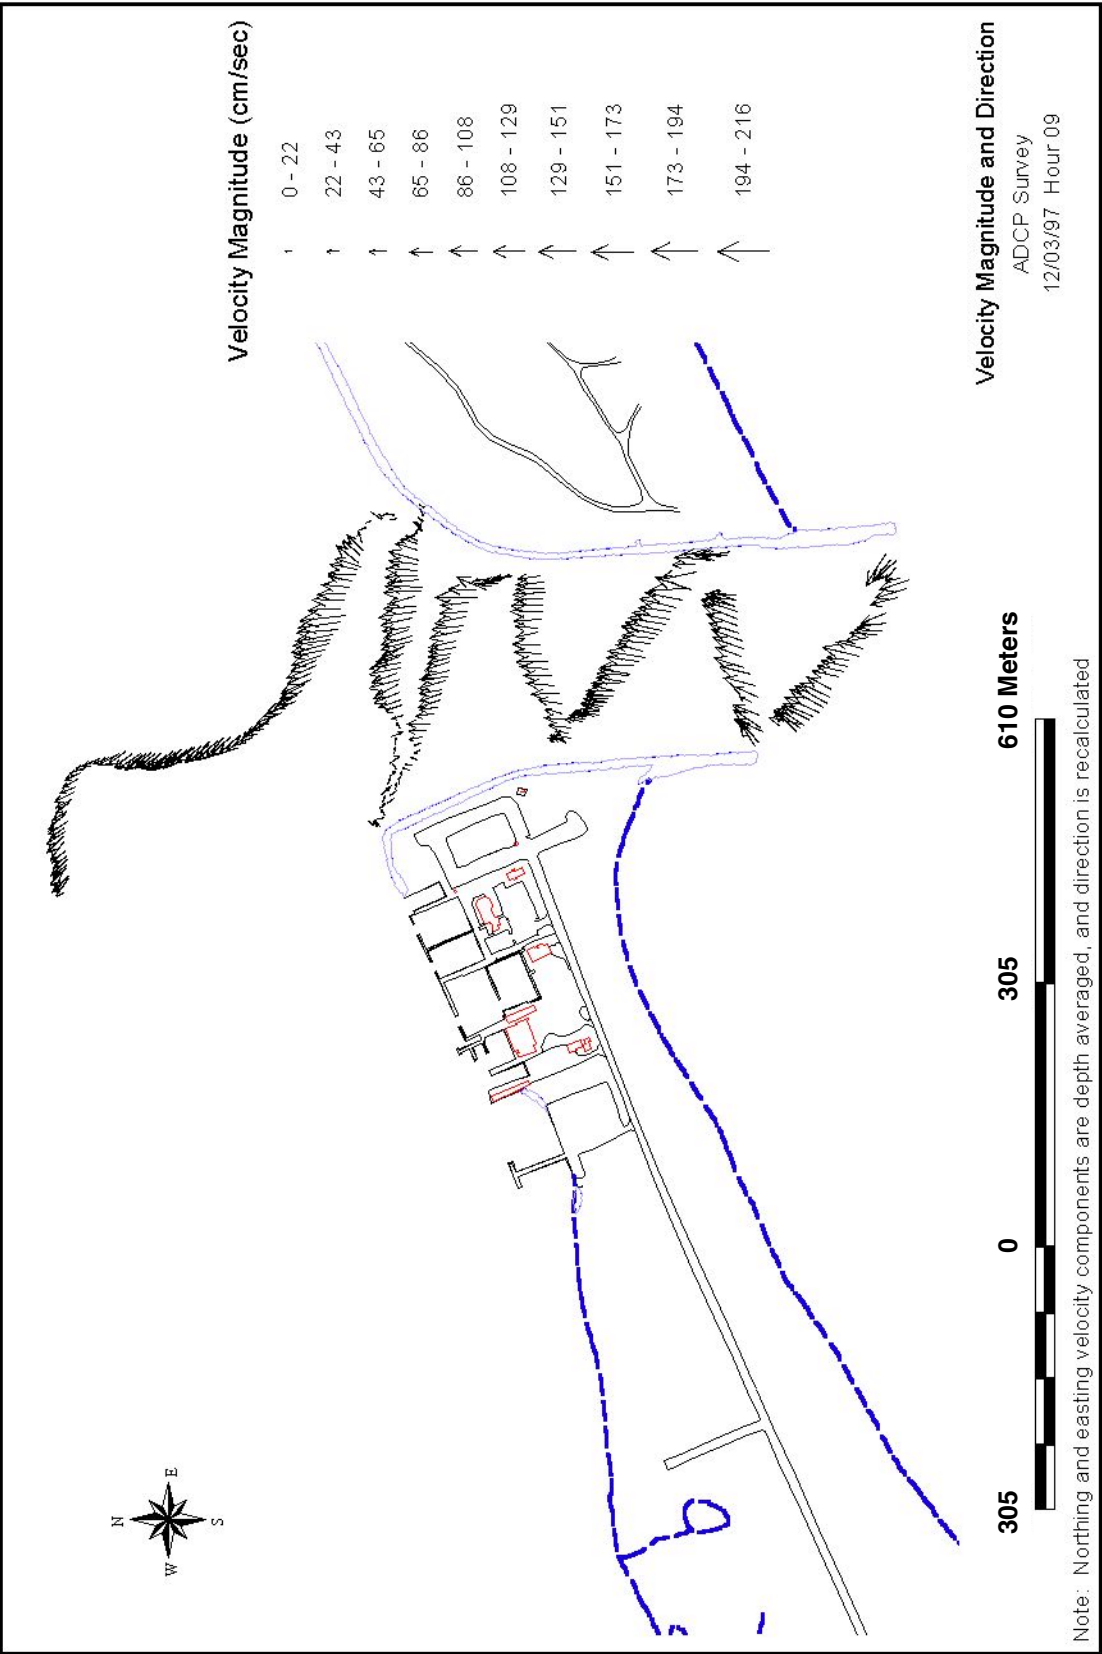 N
W
E
S
Velocity Magnitude (cm/sec)
0 - 22
22 - 43
43 - 65
65 - 86
86 - 108
108 - 129
129 - 151
151 - 173
173 - 194
194 - 216
Velocity Magnitude and Direction
ADCP Survey
12/03/97 Hour 09
305 0 305 610 Meters
Note: Northing and easting velocity components are depth averaged, and direction is recalculated